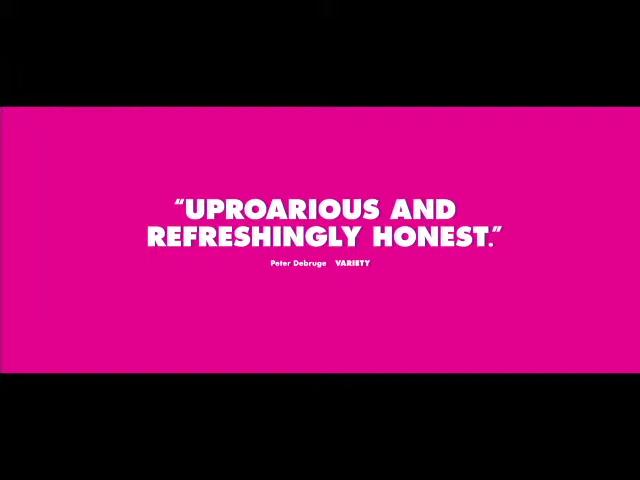 “UPROARIOUS AND
REFRESHINGLY HONEST.”
Peter Debruge VARIETY